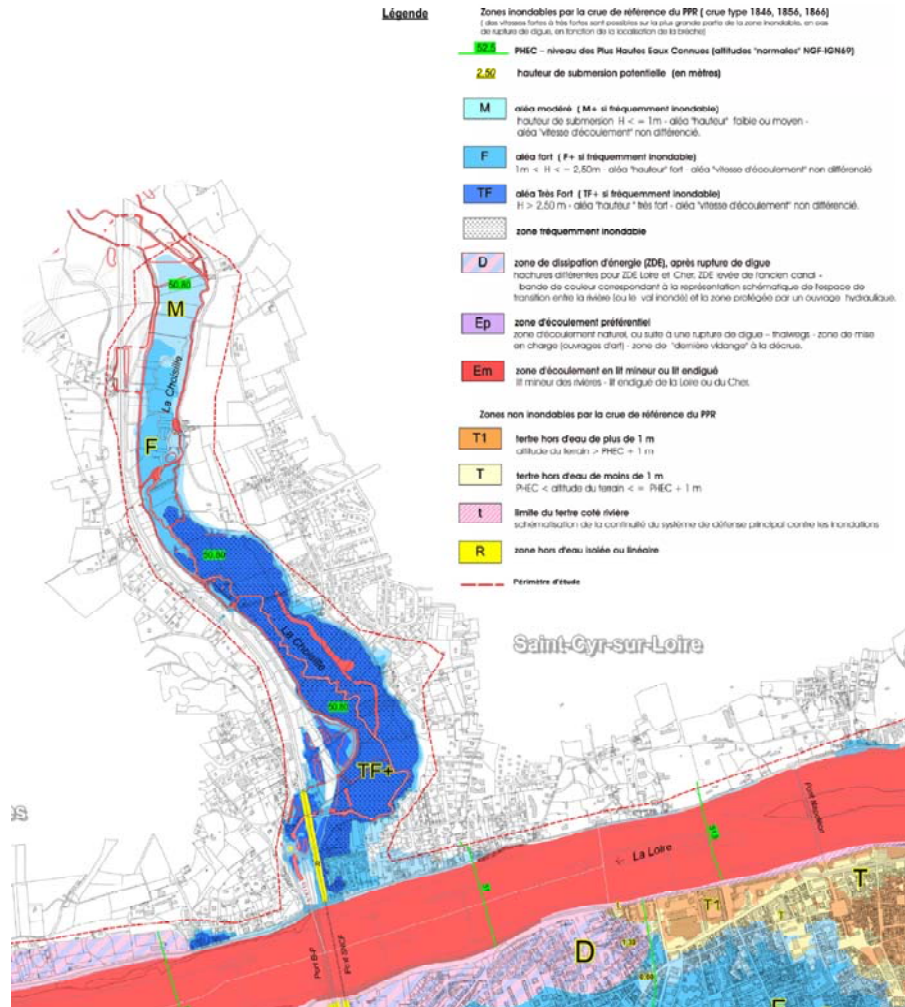 Légende
Zones inondables par la crue de référence du PPR ( crue type 1846, 1856, 1866)
( des vitesses fortes à très fortes sont possibles sur la plus grande partie de la zone inondable, en cas
de rupture de digue, en fonction de la localisation de la brèche)
52.5 PHEC - niveau des Plus Hautes Eaux Connues (altitudes "normales" NGF-IGN69)
2.50 hauteur de submersion potentielle (en mètres)
M aléa modéré ( M+ si fréquemment inondable)
hauteur de submersion H < = 1m - aléa "hauteur" faible ou moyen -
aléa "vitesse d'écoulement" non différencié.
F aléa fort ( F+ si fréquemment inondable)
1m < H < = 2,50m - aléa "hauteur" fort - aléa "vitesse d'écoulement" non différencié
TF aléa Très Fort ( TF+ si fréquemment inondable)
H > 2,50 m - aléa "hauteur" très fort - aléa "vitesse d'écoulement" non différencié.
zone fréquemment inondable
D zone de dissipation d'énergie (ZDE), après rupture de digue
hachures différentes pour ZDE Loire et Cher, ZDE levée de l'ancien canal -
bande de couleur correspondant à la représentation schématique de l'espace de
transition entre la rivière (ou le val inondé) et la zone protégée par un ouvrage hydraulique.
Ep zone d'écoulement préférentiel
zone d'écoulement naturel, ou suite à une rupture de digue - thalwegs - zone de mise
en charge (ouvrages d'art) - zone de "dernière vidange" à la décrue.
Em zone d'écoulement en lit mineur ou lit endigué
lit mineur des rivières - lit endigué de la Loire ou du Cher.
Zones non inondables par la crue de référence du PPR
T1 tertre hors d'eau de plus de 1 m
altitude du terrain > PHEC + 1 m
T tertre hors d'eau de moins de 1 m
PHEC < altitude du terrain < = PHEC + 1 m
t limite du tertre coté rivière
schématisation de la continuité du système de défense principal contre les inondations
R zone hors d'eau isolée ou linéaire
Périmètre d'étude
50.80
M
La Choisille
F
50.80
La Choisille
50.80
TF+
Saint-Cyr-sur-Loire
es
Pont Napoléon
51.5
La Loire
51
Pont SNCF
T
T1
T
t
D
1.39
F